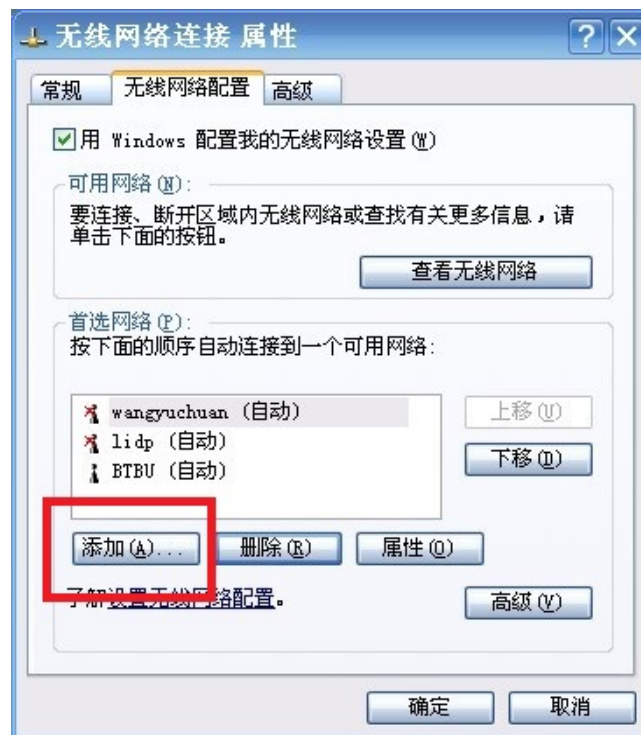 无线网络连接 属性
常规 无线网络配置 高级
用 Windows 配置我的无线网络设置(W)
可用网络(N):
要连接、断开区域内无线网络或查找有关更多信息，请
单击下面的按钮。
查看无线网络
首选网络(P):
按下面的顺序自动连接到一个可用网络:
wangyuchuan (自动)
lidp (自动)
BTBU (自动)
上移(U)
下移(D)
添加(A)... 删除(R) 属性(O)
了解设置无线网络配置。
高级(V)
确定 取消